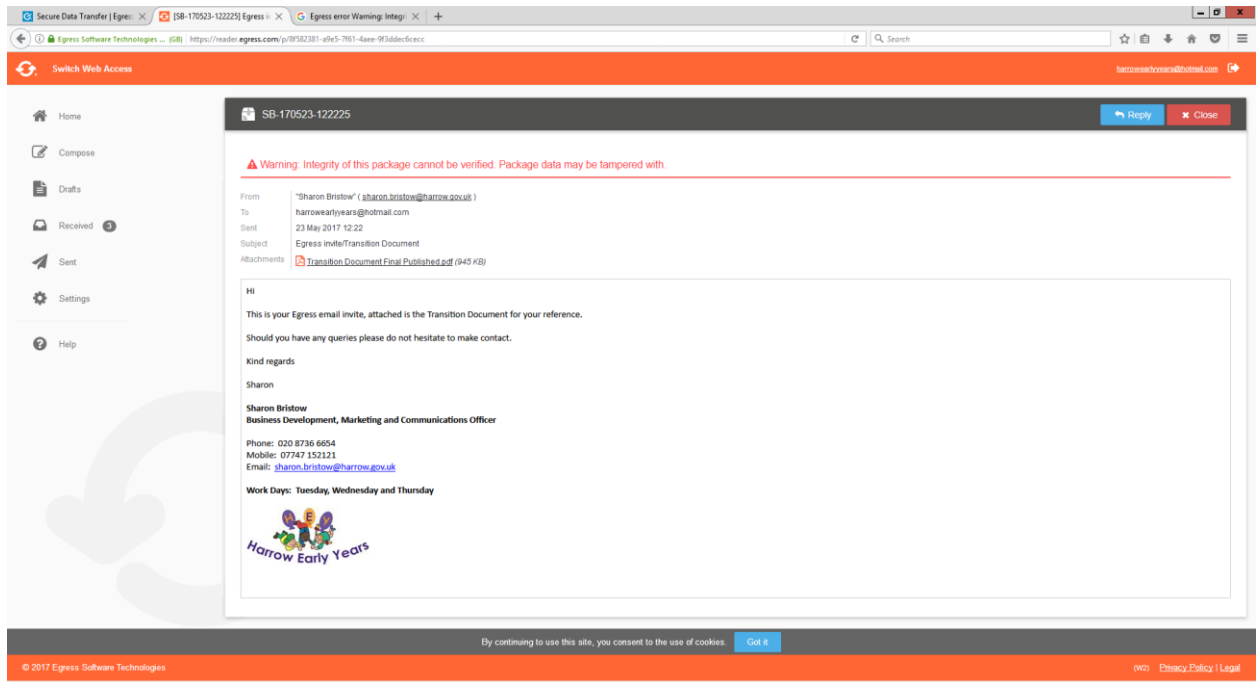 Secure Data Transfer | Egres:
[SB-170523-122225] Egress i
Egress error Warning: Integri
Egress Software Technologies ... (GB)
https://reader.egress.com/p/8f582381-a9e5-7f61-4aee-9f3ddec6cecc
Search
Switch Web Access
harrowearlyyears@hotmail.com
Home
Compose
Drafts
Received 3
Sent
Settings
Help
SB-170523-122225
Reply
Close
Warning: Integrity of this package cannot be verified. Package data may be tampered with.
From "Sharon Bristow" ( sharon.bristow@harrow.gov.uk )
To harrowearlyyears@hotmail.com
Sent 23 May 2017 12:22
Subject Egress invite/Transition Document
Attachments Transition Document Final Published.pdf (945 KB)
Hi
This is your Egress email invite, attached is the Transition Document for your reference.
Should you have any queries please do not hesitate to make contact.
Kind regards
Sharon
Sharon Bristow
Business Development, Marketing and Communications Officer
Phone: 020 8736 6654
Mobile: 07747 152121
Email: sharon.bristow@harrow.gov.uk
Work Days: Tuesday, Wednesday and Thursday
HEY
Harrow Early Years
By continuing to use this site, you consent to the use of cookies. Got it
© 2017 Egress Software Technologies
(W2) Privacy Policy | Legal